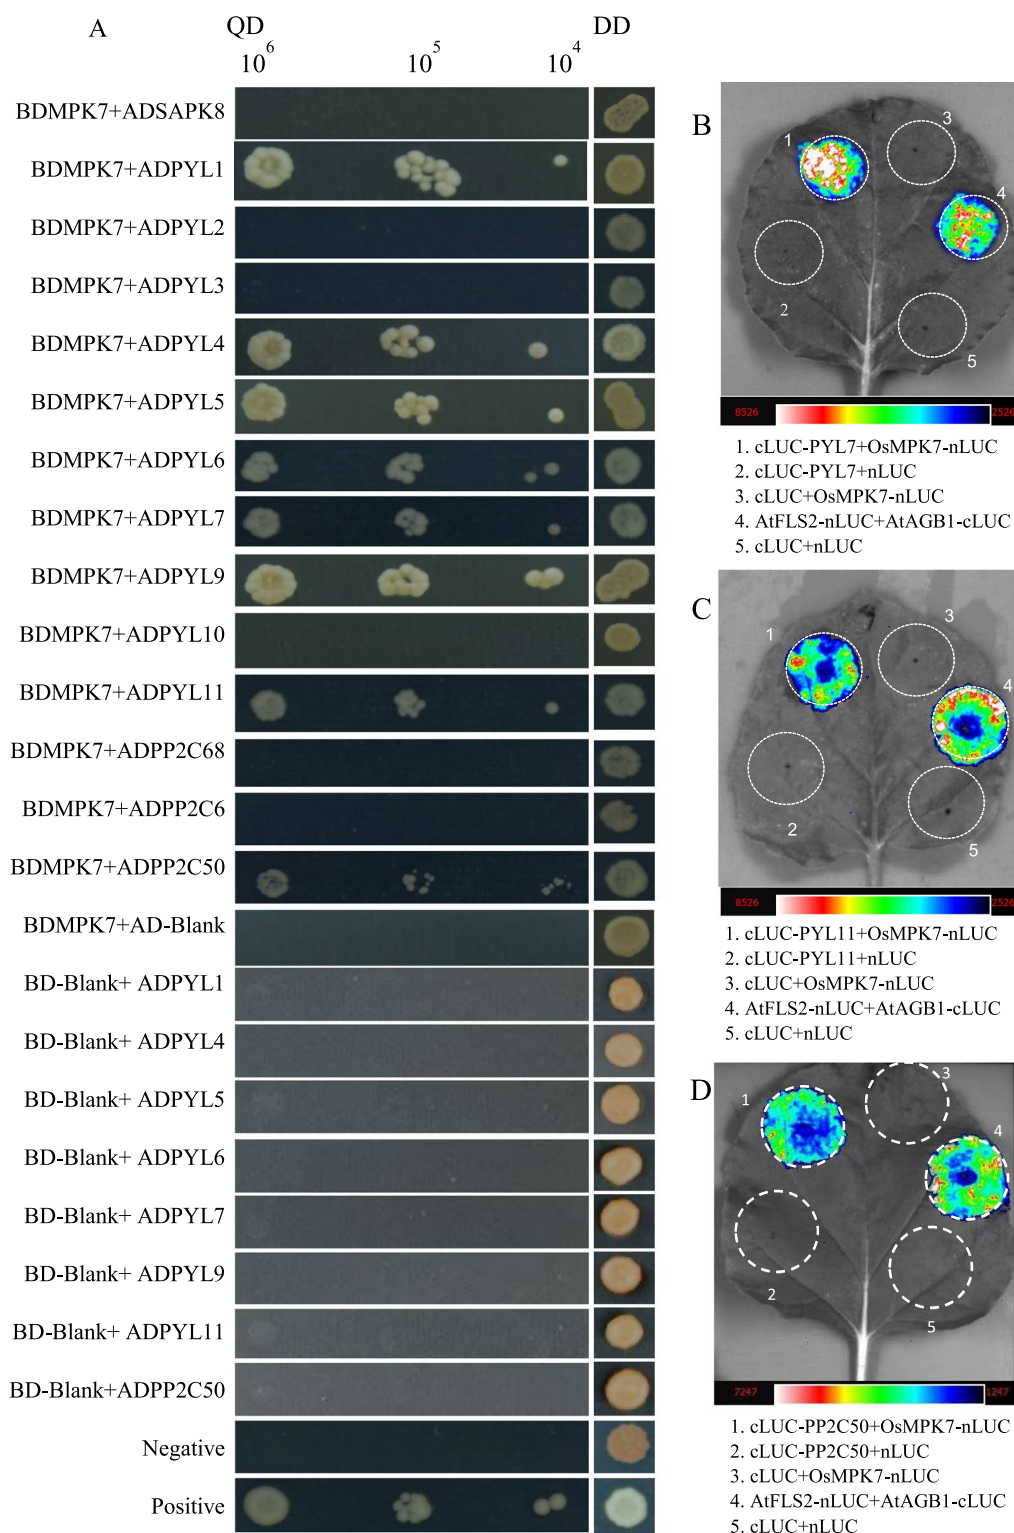 A QD DD
10^6 10^5 10^4
BDMPK7+ADSAPK8
BDMPK7+ADPYL1
BDMPK7+ADPYL2
BDMPK7+ADPYL3
BDMPK7+ADPYL4
BDMPK7+ADPYL5
BDMPK7+ADPYL6
BDMPK7+ADPYL7
BDMPK7+ADPYL9
BDMPK7+ADPYL10
BDMPK7+ADPYL11
BDMPK7+ADPP2C68
BDMPK7+ADPP2C6
BDMPK7+ADPP2C50
BDMPK7+AD-Blank
BD-Blank+ ADPYL1
BD-Blank+ ADPYL4
BD-Blank+ ADPYL5
BD-Blank+ ADPYL6
BD-Blank+ ADPYL7
BD-Blank+ ADPYL9
BD-Blank+ ADPYL11
BD-Blank+ADPP2C50
Negative
Positive
B
1
3
4
2
5
8526 2526
1. cLUC-PYL7+OsMPK7-nLUC
2. cLUC-PYL7+nLUC
3. cLUC+OsMPK7-nLUC
4. AtFLS2-nLUC+AtAGB1-cLUC
5. cLUC+nLUC
C
1
3
4
2
5
8526 2526
1. cLUC-PYL11+OsMPK7-nLUC
2. cLUC-PYL11+nLUC
3. cLUC+OsMPK7-nLUC
4. AtFLS2-nLUC+AtAGB1-cLUC
5. cLUC+nLUC
D
1
3
4
2
5
7247 1247
1. cLUC-PP2C50+OsMPK7-nLUC
2. cLUC-PP2C50+nLUC
3. cLUC+OsMPK7-nLUC
4. AtFLS2-nLUC+AtAGB1-cLUC
5. cLUC+nLUC